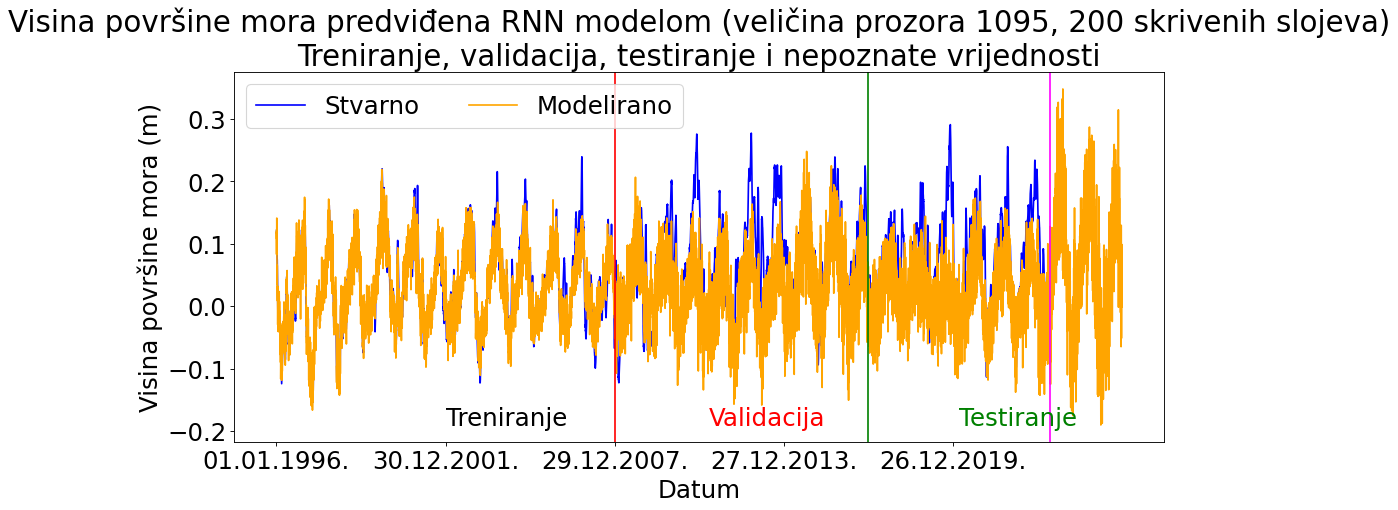 Visina površine mora predviđena RNN modelom (veličina prozora 1095, 200 skrivenih slojeva)
Treniranje, validacija, testiranje i nepoznate vrijednosti
Stvarno
Modelirano
Visina površine mora (m)
0.3
0.2
0.1
0.0
−0.1
−0.2
Treniranje
Validacija
Testiranje
01.01.1996.
30.12.2001.
29.12.2007.
27.12.2013.
26.12.2019.
Datum